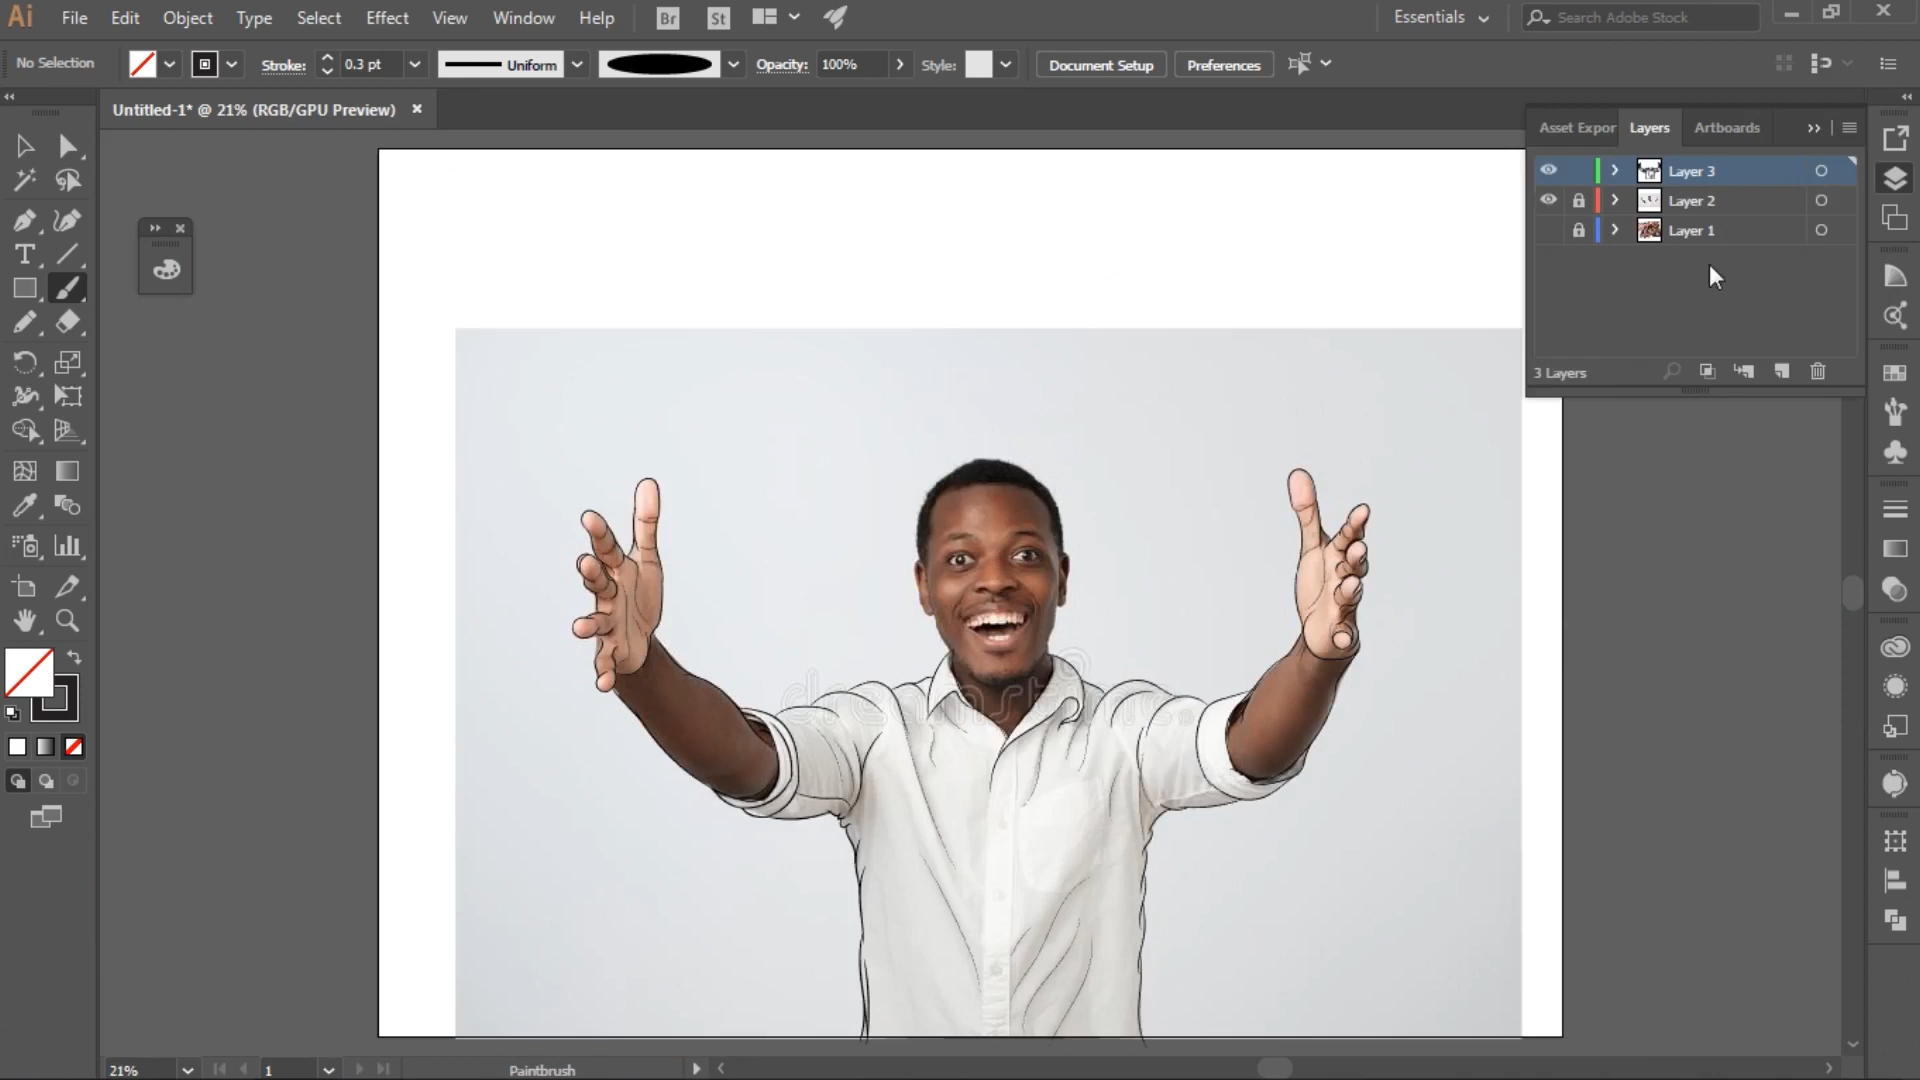 Ai File Edit Object Type Select Effect View Window Help Br St Essentials Search Adobe Stock
No Selection Stroke: 0.3 pt Uniform Opacity: 100% Style: Document Setup Preferences
Untitled-1* @ 21% (RGB/GPU Preview)
Asset Expor Layers Artboards
Layer 3
Layer 2
Layer 1
3 Layers
dreamstime.
21% 1 Paintbrush